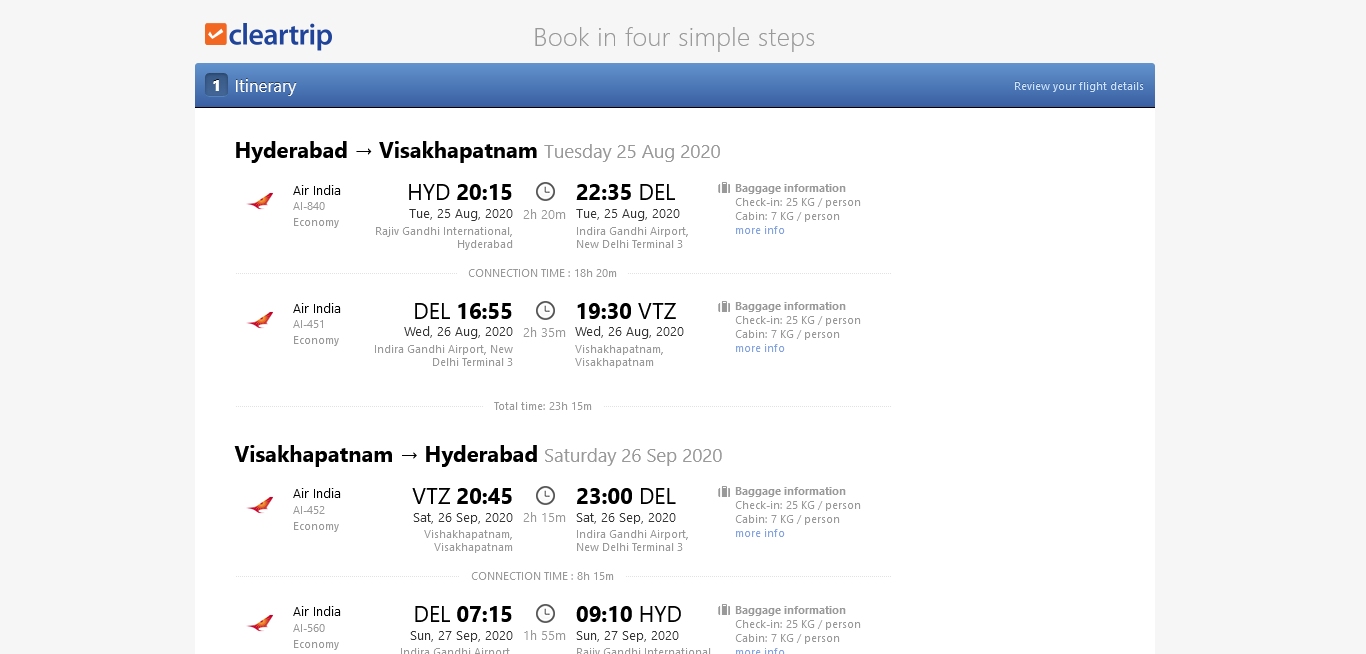 cleartrip
Book in four simple steps
1 Itinerary
Review your flight details
Hyderabad → Visakhapatnam Tuesday 25 Aug 2020
Air India
AI-840
Economy
HYD 20:15
Tue, 25 Aug, 2020
Rajiv Gandhi International,
Hyderabad
2h 20m
22:35 DEL
Tue, 25 Aug, 2020
Indira Gandhi Airport,
New Delhi Terminal 3
Baggage information
Check-in: 25 KG / person
Cabin: 7 KG / person
more info
CONNECTION TIME : 18h 20m
Air India
AI-451
Economy
DEL 16:55
Wed, 26 Aug, 2020
Indira Gandhi Airport, New
Delhi Terminal 3
2h 35m
19:30 VTZ
Wed, 26 Aug, 2020
Vishakhapatnam,
Visakhapatnam
Baggage information
Check-in: 25 KG / person
Cabin: 7 KG / person
more info
Total time: 23h 15m
Visakhapatnam → Hyderabad Saturday 26 Sep 2020
Air India
AI-452
Economy
VTZ 20:45
Sat, 26 Sep, 2020
Vishakhapatnam,
Visakhapatnam
2h 15m
23:00 DEL
Sat, 26 Sep, 2020
Indira Gandhi Airport,
New Delhi Terminal 3
Baggage information
Check-in: 25 KG / person
Cabin: 7 KG / person
more info
CONNECTION TIME : 8h 15m
Air India
AI-560
Economy
DEL 07:15
Sun, 27 Sep, 2020
Indira Gandhi Airport,
1h 55m
09:10 HYD
Sun, 27 Sep, 2020
Rajiv Gandhi International
Baggage information
Check-in: 25 KG / person
Cabin: 7 KG / person
more info